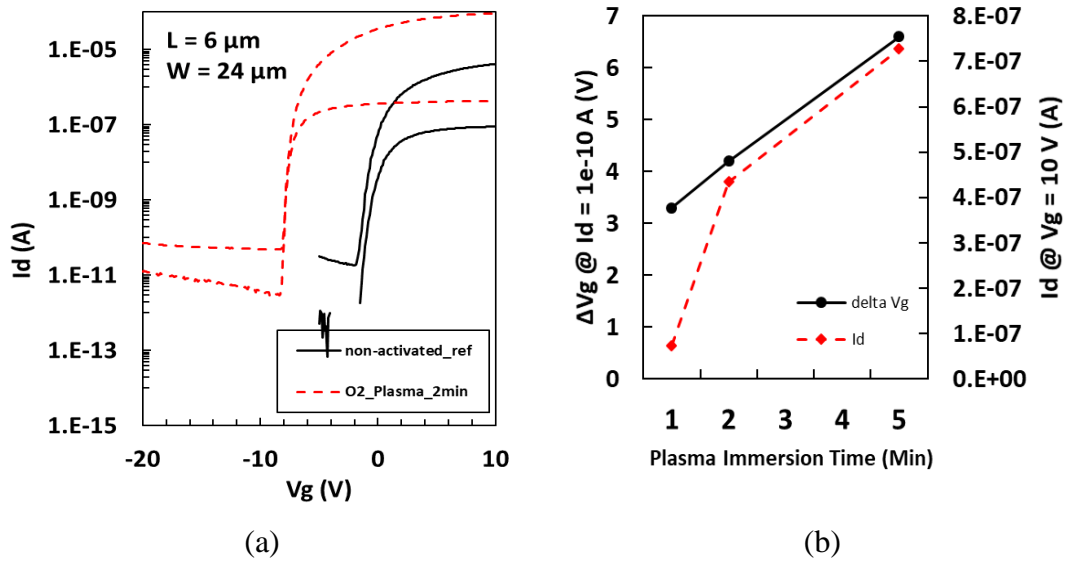 L = 6 µm
W = 24 µm
1.E-05
1.E-07
1.E-09
1.E-11
1.E-13
1.E-15
Id (A)
non-activated_ref
O2_Plasma_2min
-20
-10
0
10
Vg (V)
(a)
7
6
5
4
3
2
1
0
ΔVg @ Id = 1e-10 A (V)
8.E-07
7.E-07
6.E-07
5.E-07
4.E-07
3.E-07
2.E-07
1.E-07
0.E+00
Id @ Vg = 10 V (A)
delta Vg
Id
1 2 3 4 5
Plasma Immersion Time (Min)
(b)